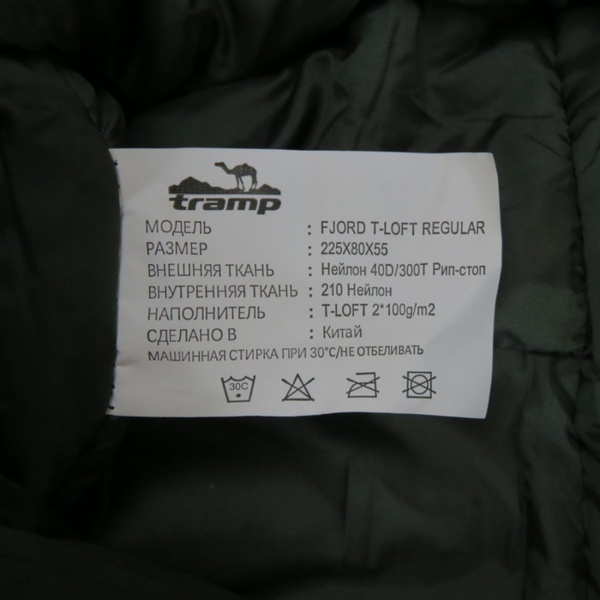 tramp
МОДЕЛЬ : FJORD T-LOFT REGULAR
РАЗМЕР : 225X80X55
ВНЕШНЯЯ ТКАНЬ : Нейлон 40D/300T Рип-стоп
ВНУТРЕННЯЯ ТКАНЬ : 210 Нейлон
НАПОЛНИТЕЛЬ : T-LOFT 2*100g/m2
СДЕЛАНО В : Китай
МАШИННАЯ СТИРКА ПРИ 30°С/НЕ ОТБЕЛИВАТЬ
30C